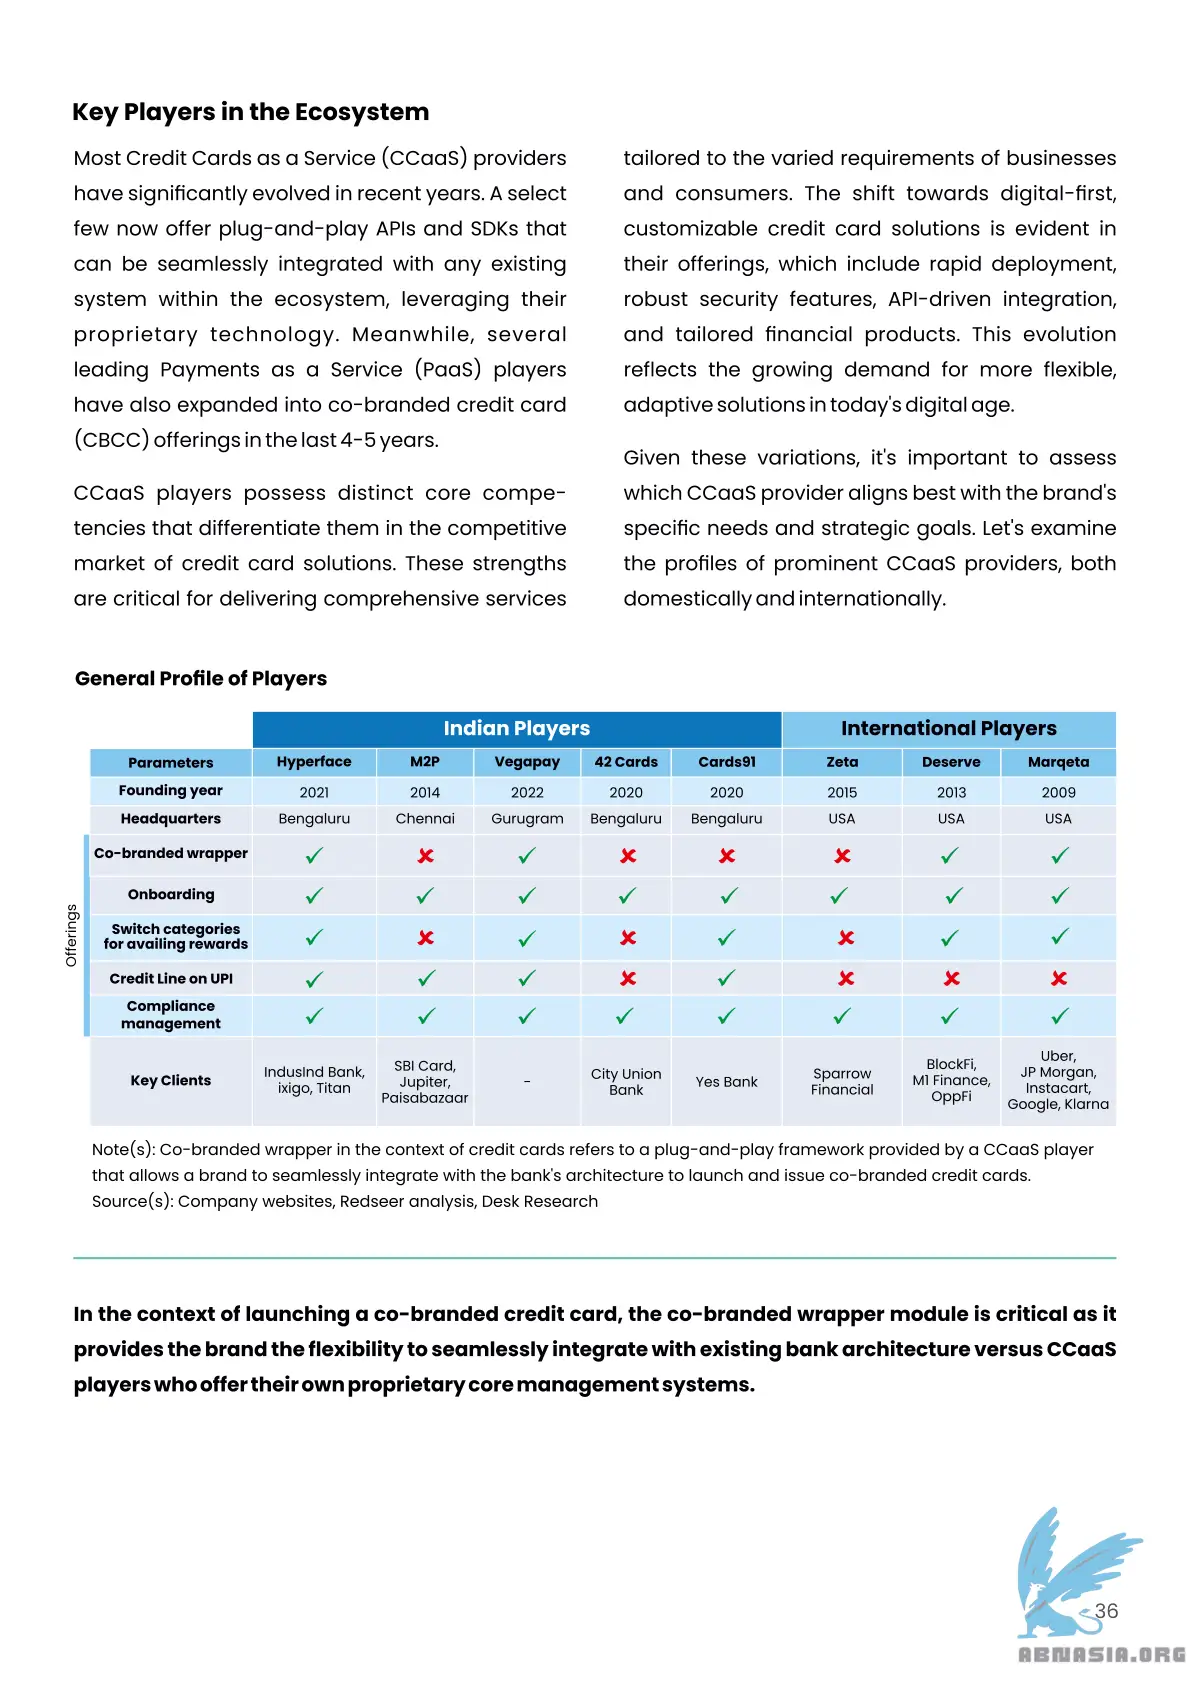 Key Players in the Ecosystem
Most Credit Cards as a Service (CCaaS) providers
have significantly evolved in recent years. A select
few now offer plug-and-play APIs and SDKs that
can be seamlessly integrated with any existing
system within the ecosystem, leveraging their
proprietary technology. Meanwhile, several
leading Payments as a Service (PaaS) players
have also expanded into co-branded credit card
(CBCC) offerings in the last 4-5 years.
CCaaS players possess distinct core compe-
tencies that differentiate them in the competitive
market of credit card solutions. These strengths
are critical for delivering comprehensive services
tailored to the varied requirements of businesses
and consumers. The shift towards digital-first,
customizable credit card solutions is evident in
their offerings, which include rapid deployment,
robust security features, API-driven integration,
and tailored financial products. This evolution
reflects the growing demand for more flexible,
adaptive solutions in today's digital age.
Given these variations, it's important to assess
which CCaaS provider aligns best with the brand's
specific needs and strategic goals. Let's examine
the profiles of prominent CCaaS providers, both
domestically and internationally.
General Profile of Players
Indian Players International Players
Parameters Hyperface M2P Vegapay 42 Cards Cards91 Zeta Deserve Marqeta
Founding year 2021 2014 2022 2020 2020 2015 2013 2009
Headquarters Bengaluru Chennai Gurugram Bengaluru Bengaluru USA USA USA
Offerings
Co-branded wrapper ✓ ✗ ✓ ✗ ✗ ✗ ✓ ✓
Onboarding ✓ ✓ ✓ ✓ ✓ ✓ ✓ ✓
Switch categories
for availing rewards ✓ ✗ ✓ ✗ ✓ ✗ ✓ ✓
Credit Line on UPI ✓ ✓ ✓ ✗ ✓ ✗ ✗ ✗
Compliance
management ✓ ✓ ✓ ✓ ✓ ✓ ✓ ✓
Key Clients
IndusInd Bank,
ixigo, Titan
SBI Card,
Jupiter,
Paisabazaar
-
City Union
Bank
Yes Bank
Sparrow
Financial
BlockFi,
M1 Finance,
OppFi
Uber,
JP Morgan,
Instacart,
Google, Klarna
Note(s): Co-branded wrapper in the context of credit cards refers to a plug-and-play framework provided by a CCaaS player
that allows a brand to seamlessly integrate with the bank's architecture to launch and issue co-branded credit cards.
Source(s): Company websites, Redseer analysis, Desk Research
In the context of launching a co-branded credit card, the co-branded wrapper module is critical as it
provides the brand the flexibility to seamlessly integrate with existing bank architecture versus CCaaS
players who offer their own proprietary core management systems.
36
ABNASIA.ORG